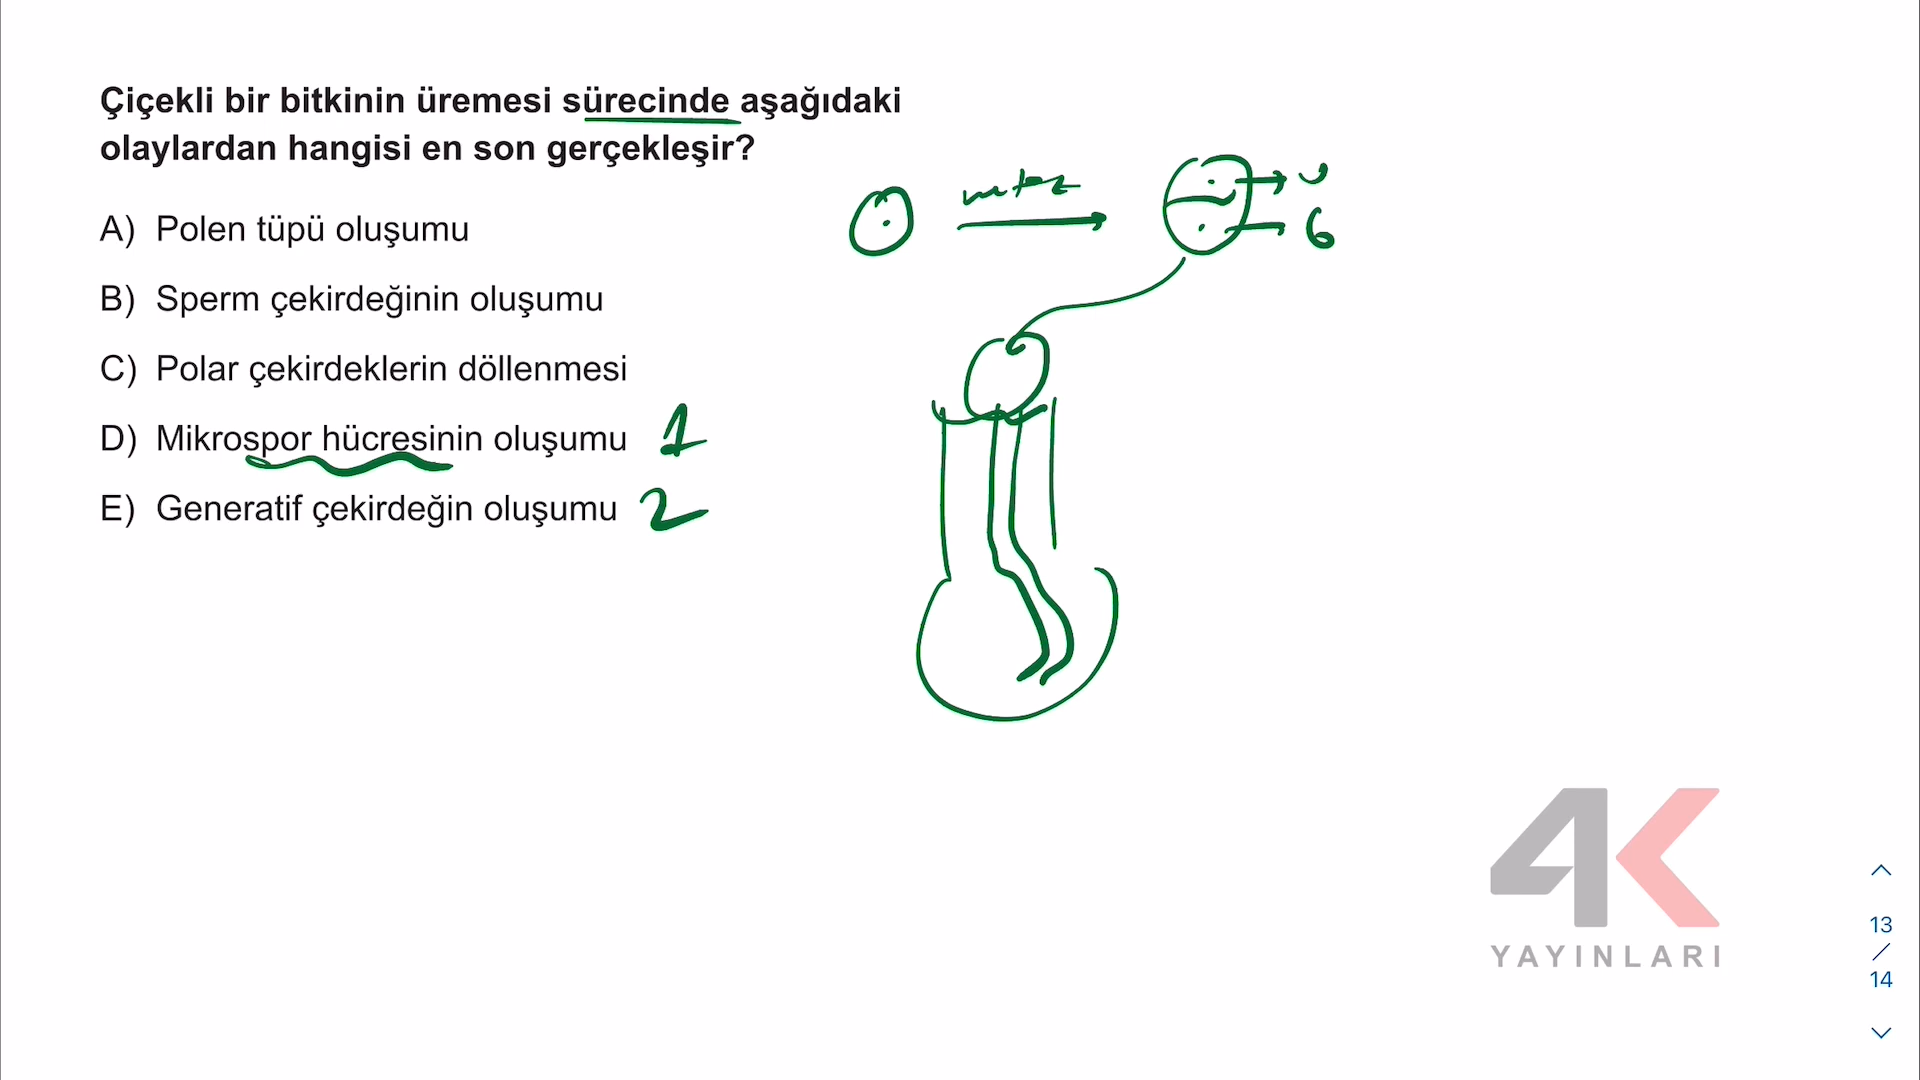 Çiçekli bir bitkinin üremesi sürecinde aşağıdaki
olaylardan hangisi en son gerçekleşir?
A) Polen tüpü oluşumu
B) Sperm çekirdeğinin oluşumu
C) Polar çekirdeklerin döllenmesi
D) Mikrospor hücresinin oluşumu 1
E) Generatif çekirdeğin oluşumu 2
6
4K
YAYINLARI
13
/
14